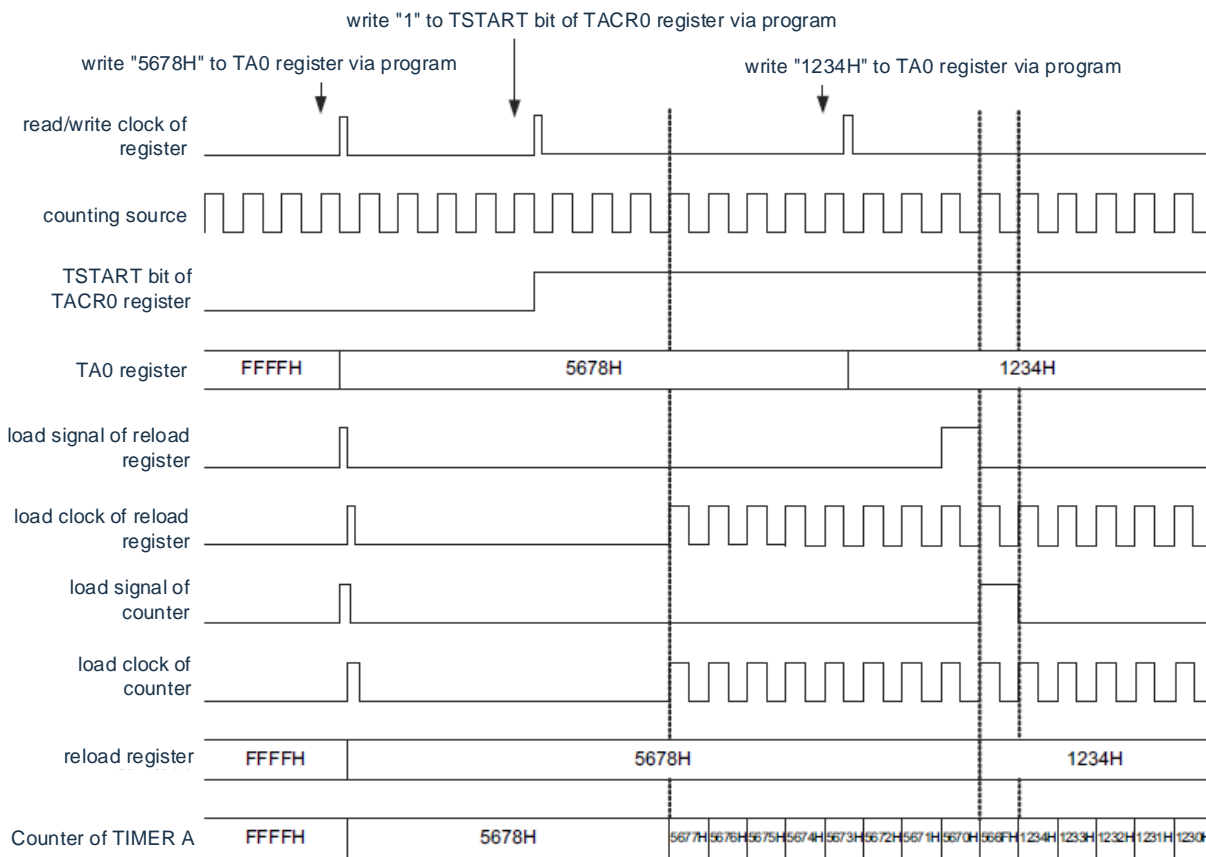 write "1" to TSTART bit of TACR0 register via program
write "5678H" to TA0 register via program
write "1234H" to TA0 register via program
read/write clock of
register
counting source
TSTART bit of
TACR0 register
TA0 register
FFFFH
5678H
1234H
load signal of reload
register
load clock of reload
register
load signal of
counter
load clock of
counter
reload register
FFFFH
5678H
1234H
Counter of TIMER A
FFFFH
5678H
5677H
5676H
5675H
5674H
5673H
5672H
5671H
5670H
566FH
1234H
1233H
1232H
1231H
1230H